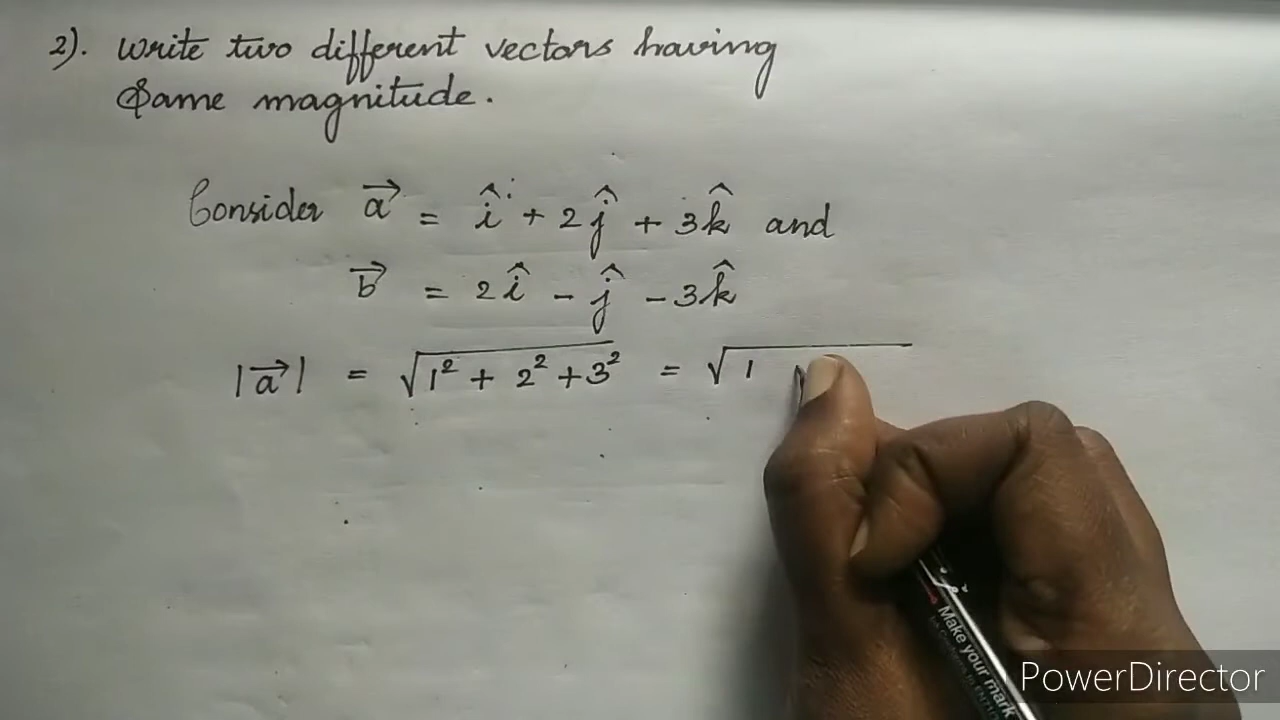 2). Write two different vectors having
Same magnitude.
Consider a⃗ = î + 2ĵ + 3k̂ and
b⃗ = 2î - ĵ - 3k̂
|a⃗| = √(1² + 2² + 3²) = √1
Make your mark
PowerDirector